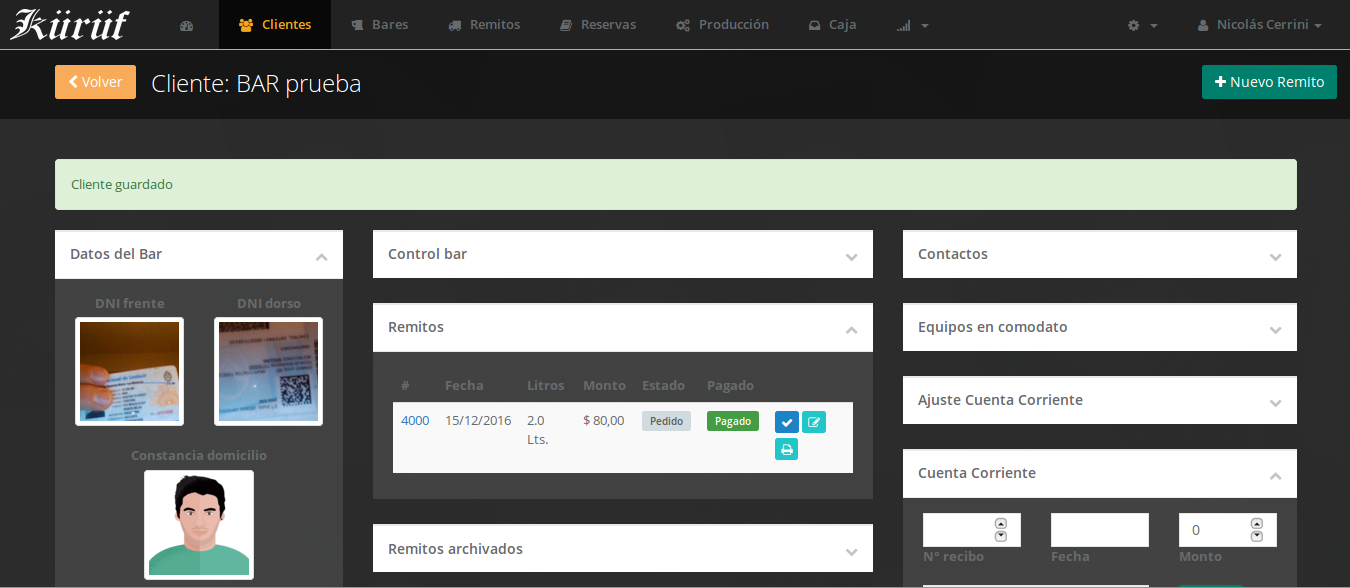 Kürüf
Clientes
Bares
Remitos
Reservas
Producción
Caja
Nicolás Cerrini
Volver
Cliente: BAR prueba
Nuevo Remito
Cliente guardado
Datos del Bar
DNI frente
DNI dorso
Constancia domicilio
Control bar
Remitos
# Fecha Litros Monto Estado Pagado
4000 15/12/2016 2.0 $ 80,00 Pedido Pagado
Lts.
Remitos archivados
Contactos
Equipos en comodato
Ajuste Cuenta Corriente
Cuenta Corriente
0
N° recibo Fecha Monto